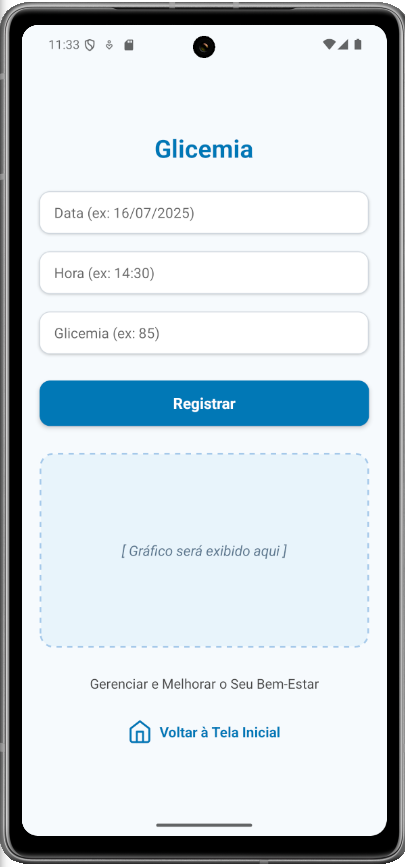 11:33
Glicemia
Data (ex: 16/07/2025)
Hora (ex: 14:30)
Glicemia (ex: 85)
Registrar
[ Gráfico será exibido aqui ]
Gerenciar e Melhorar o Seu Bem-Estar
Voltar à Tela Inicial